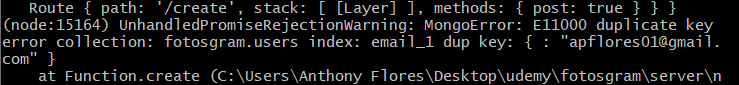 Route { path: '/create', stack: [ [Layer] ], methods: { post: true } } }
(node:15164) UnhandledPromiseRejectionWarning: MongoError: E11000 duplicate key
error collection: fotosgram.users index: email_1 dup key: { : "apflores01@gmail.
com" }
at Function.create (C:\Users\Anthony Flores\Desktop\udemy\fotosgram\server\n